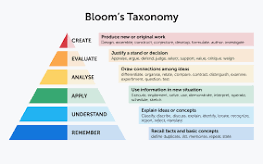 Bloom's Taxonomy
CREATE
Produce new or original work
Design, assemble, construct, conjecture, develop, formulate, author, investigate
EVALUATE
Justify a stand or decision
Appraise, argue, defend, judge, select, support, value, critique, weigh
ANALYSE
Draw connections among ideas
Differentiate, organize, relate, compare, contrast, distinguish, examine,
experiment, question, test
APPLY
Use information in new situation
Execute, implement, solve, use, demonstrate, interpret, operate,
schedule, sketch
UNDERSTAND
Explain ideas or concepts
Classify, describe, discuss, explain, identify, locate, recognize,
report, select, translate
REMEMBER
Recall facts and basic concepts
define, duplicate, list, memorize, repeat, state